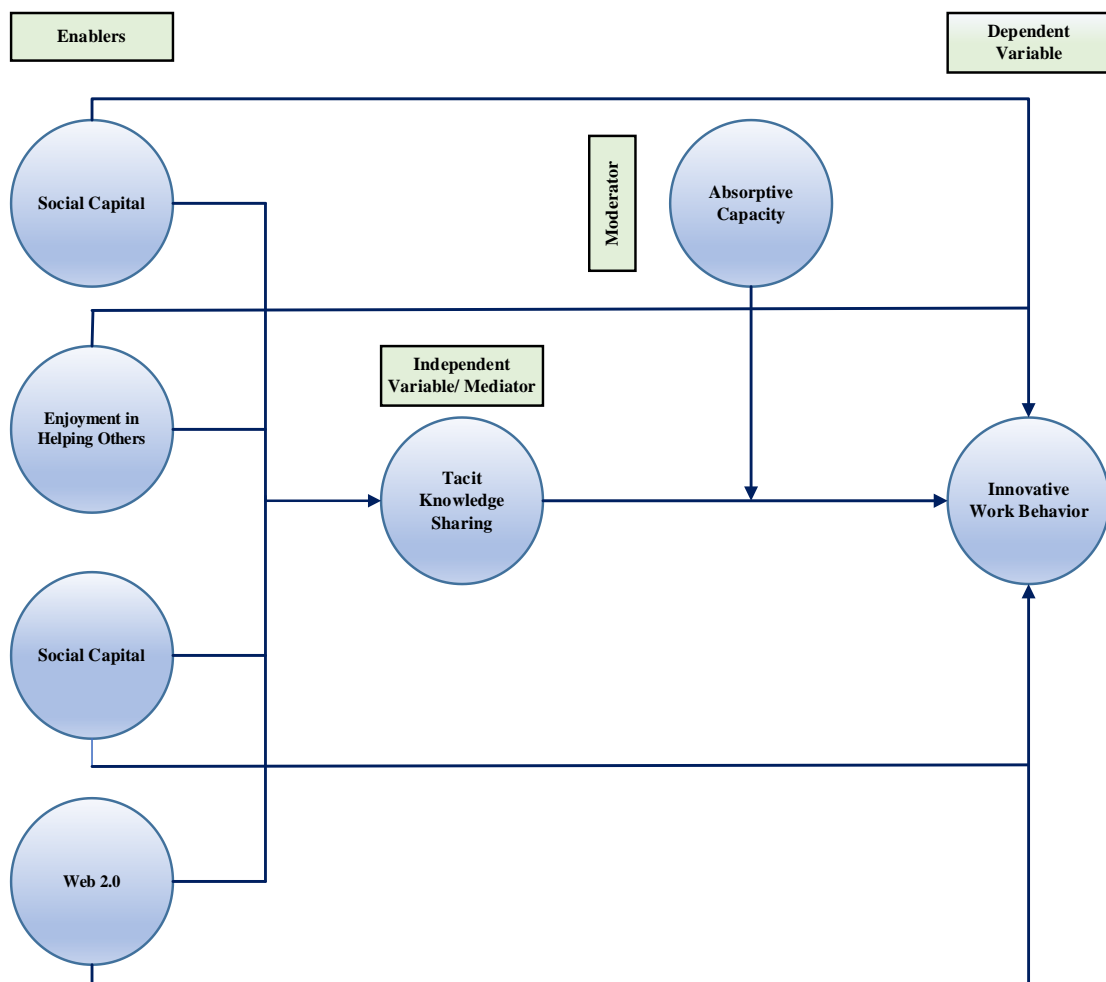 Enablers
Dependent
Variable
Social Capital
Moderator
Absorptive
Capacity
Independent
Variable/ Mediator
Enjoyment in
Helping Others
Tacit
Knowledge
Sharing
Innovative
Work Behavior
Social Capital
Web 2.0